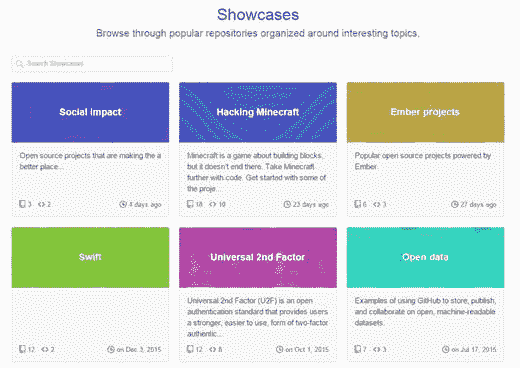 Showcases
Browse through popular repositories organized around interesting topics.
Search Showcases
Social Impact
Hacking Minecraft
Ember projects
Open source projects that are making the a
better place...
Minecraft is a game about building blocks,
but it doesn't end there. Take Minecraft
further with code. Get started with some of
the proje...
Popular open source projects powered by
Ember.
3 2 4 days ago
18 10 23 days ago
6 3 27 days ago
Swift
Universal 2nd Factor
Open data
Universal 2nd Factor (U2F) is an open
authentication standard that provides users
a stronger, easier to use, form of two-factor
authentic...
Examples of using GitHub to store, publish,
and collaborate on open, machine-readable
datasets.
12 2 on Dec 3, 2015
12 8 on Oct 1, 2015
7 3 on Jul 17, 2015